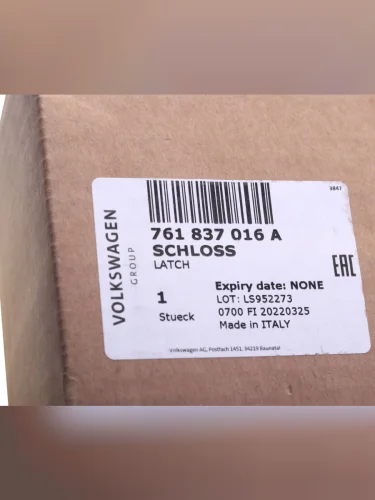 3847
VOLKSWAGEN
GROUP
761 837 016 A
SCHLOSS
LATCH
EAC
1
Stueck
Expiry date: NONE
LOT: LS952273
0700 FI 20220325
Made in ITALY
Volkswagen AG, Postfach 1451, 34219 Baunatal